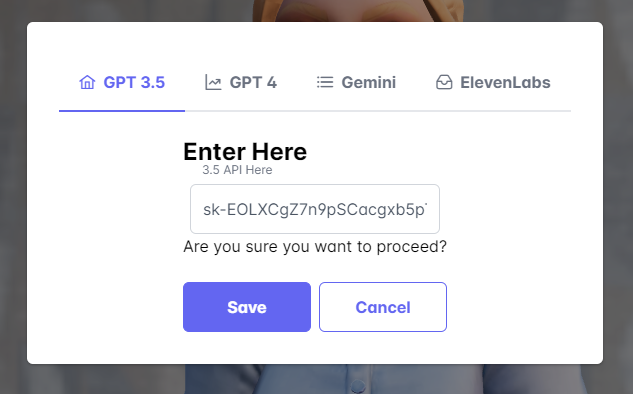 GPT 3.5 GPT 4 Gemini ElevenLabs
Enter Here
3.5 API Here
sk-EOLXCgZ7n9pSCacgxb5p
Are you sure you want to proceed?
Save Cancel